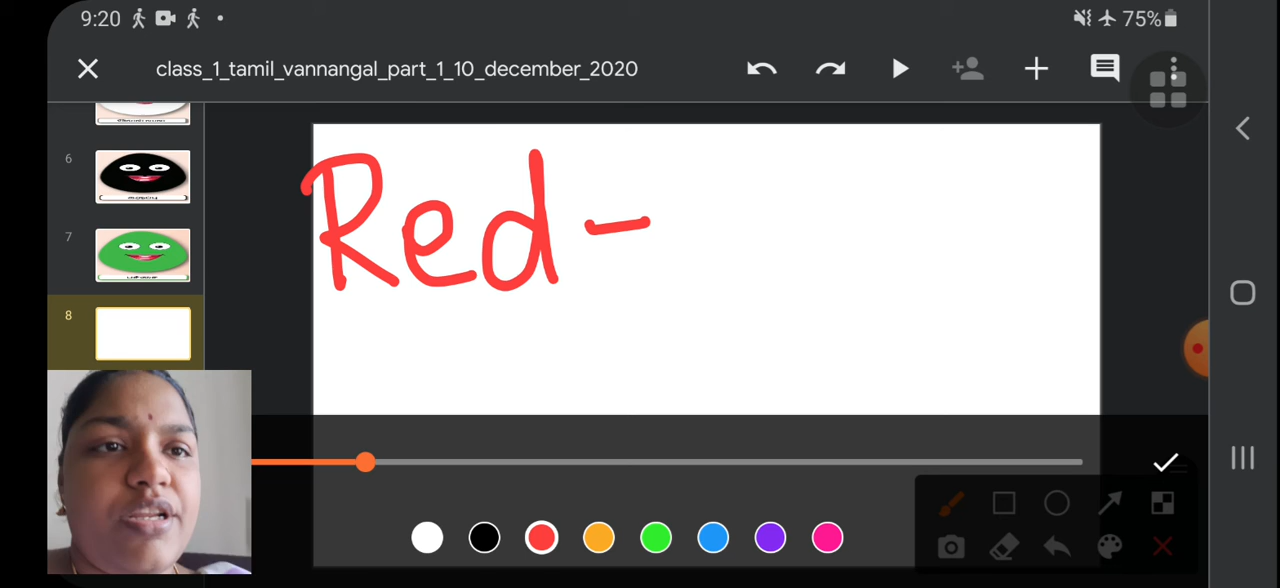 9:20
75%
class_1_tamil_vannangal_part_1_10_december_2020
6
7
8
Red -